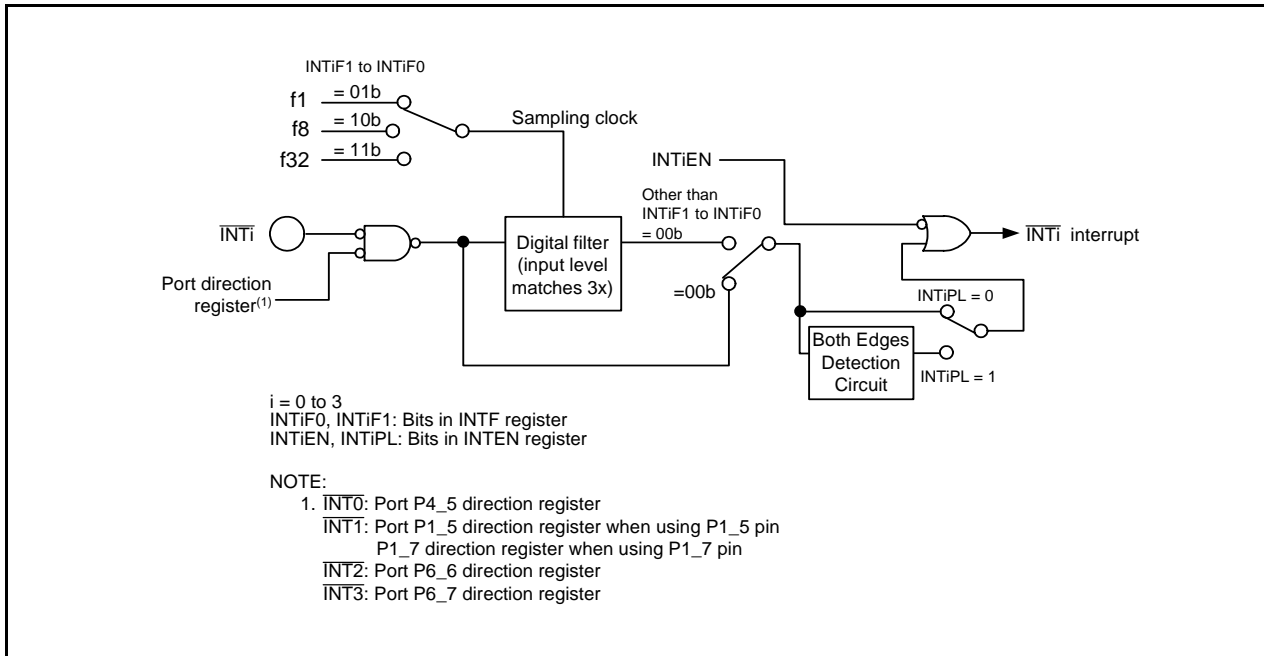 INTiF1 to INTiF0
f1 = 01b
f8 = 10b
f32 = 11b
Sampling clock
INTiEN
Other than
INTiF1 to INTiF0
= 00b
=00b
INTi
Port direction
register(1)
Digital filter
(input level
matches 3x)
INTi interrupt
INTiPL = 0
Both Edges
Detection
Circuit
INTiPL = 1
i = 0 to 3
INTiF0, INTiF1: Bits in INTF register
INTiEN, INTiPL: Bits in INTEN register
NOTE:
1. INT0: Port P4_5 direction register
INT1: Port P1_5 direction register when using P1_5 pin
P1_7 direction register when using P1_7 pin
INT2: Port P6_6 direction register
INT3: Port P6_7 direction register